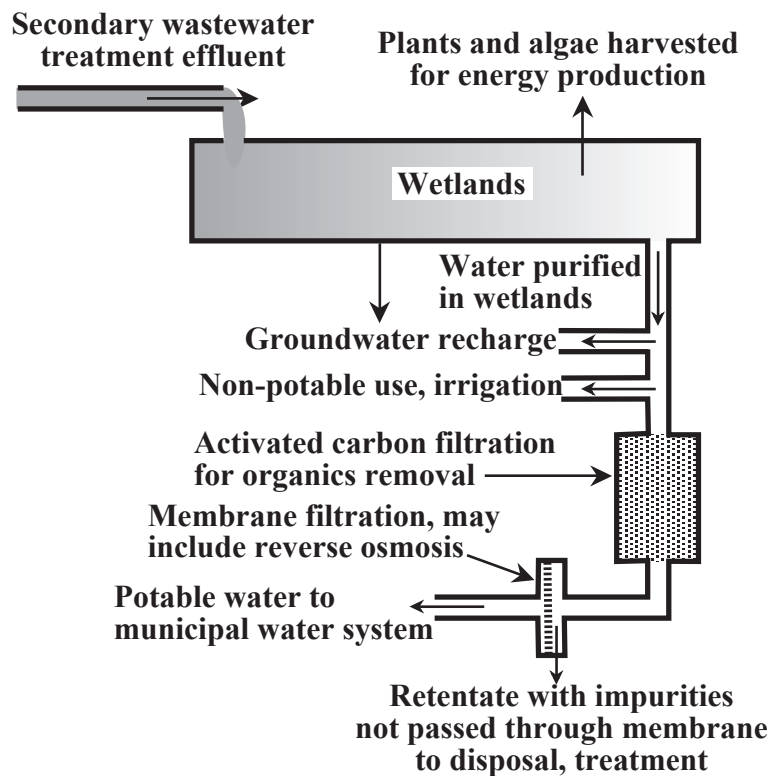 Secondary wastewater
treatment effluent
Plants and algae harvested
for energy production
Wetlands
Water purified
in wetlands
Groundwater recharge
Non-potable use, irrigation
Activated carbon filtration
for organics removal
Membrane filtration, may
include reverse osmosis
Potable water to
municipal water system
Retentate with impurities
not passed through membrane
to disposal, treatment